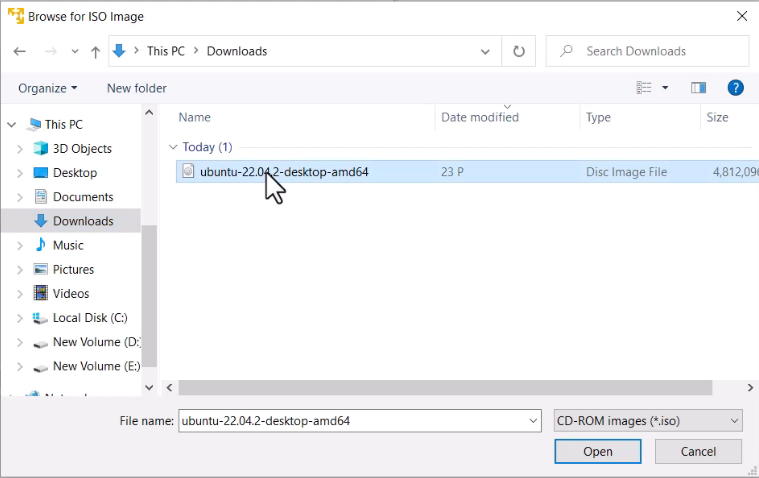 Browse for ISO Image
This PC > Downloads
Search Downloads
Organize
New folder
Name Date modified Type Size
This PC
3D Objects
Desktop
Documents
Downloads
Music
Pictures
Videos
Local Disk (C:)
New Volume (D:)
New Volume (E:)
Today (1)
ubuntu-22.04.2-desktop-amd64 23 P Disc Image File 4,812,096
File name: ubuntu-22.04.2-desktop-amd64 CD-ROM images (*.iso)
Open Cancel